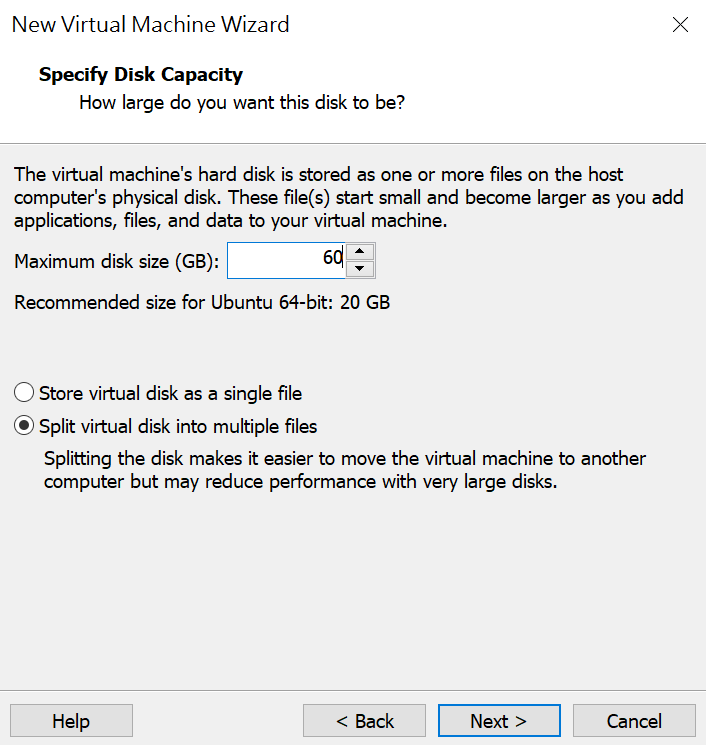 New Virtual Machine Wizard
Specify Disk Capacity
How large do you want this disk to be?
The virtual machine's hard disk is stored as one or more files on the host
computer's physical disk. These file(s) start small and become larger as you add
applications, files, and data to your virtual machine.
Maximum disk size (GB): 60
Recommended size for Ubuntu 64-bit: 20 GB
Store virtual disk as a single file
Split virtual disk into multiple files
Splitting the disk makes it easier to move the virtual machine to another
computer but may reduce performance with very large disks.
Help < Back Next > Cancel